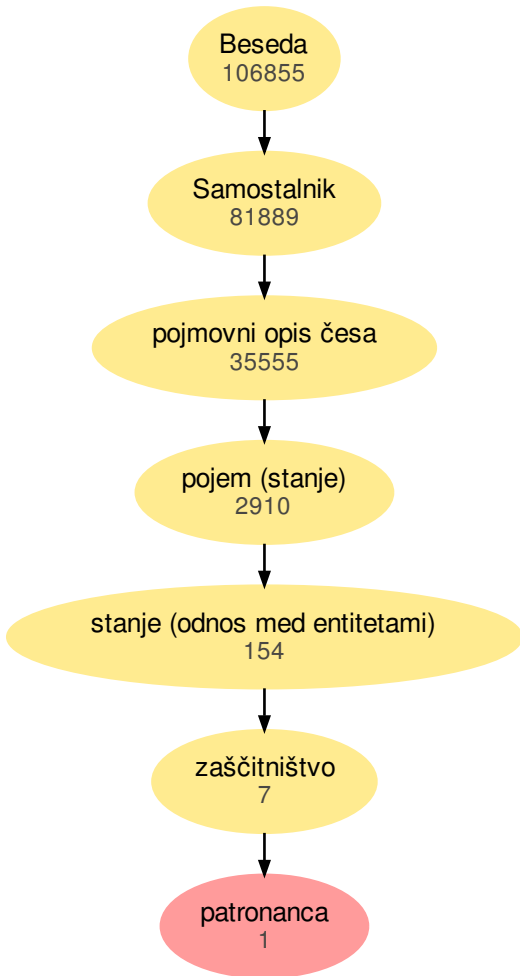 Beseda
106855
Samostalnik
81889
pojmovni opis česa
35555
pojem (stanje)
2910
stanje (odnos med entitetami)
154
zaščitništvo
7
patronanca
1